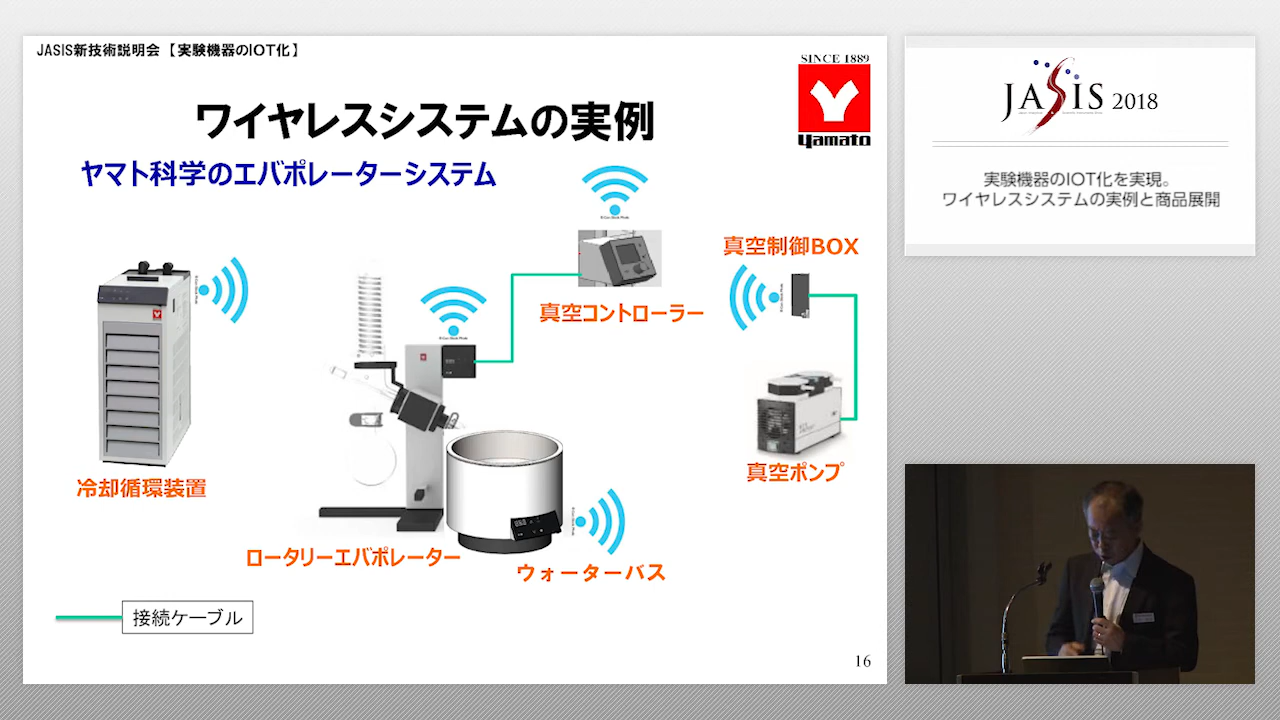 JASIS新技術説明会 【実験機器のIOT化】
SINCE 1889
Yamato
ワイヤレスシステムの実例
ヤマト科学のエバポレーターシステム
真空制御BOX
真空コントローラー
真空ポンプ
冷却循環装置
ロータリーエバポレーター
ウォーターバス
接続ケーブル
16
JASIS 2018
実験機器のIOT化を実現。
ワイヤレスシステムの実例と商品展開